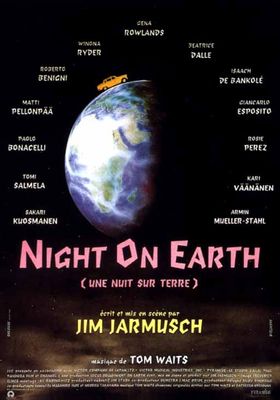 GENA
ROWLANDS
WINONA
RYDER
BEATRICE
DALLE
ROBERTO
BENIGNI
ISAACH
DE BANKOLÉ
MATTI
PELLONPÄÄ
GIANCARLO
ESPOSITO
PAOLO
BONACELLI
ROSIE
PEREZ
TOMI
SALMELA
KARI
VÄÄNÄNEN
SAKARI
KUOSMANEN
ARMIN
MUELLER-STAHL
NIGHT ON EARTH
(UNE NUIT SUR TERRE)
écrit et mis en scène par
JIM JARMUSCH
musique de TOM WAITS